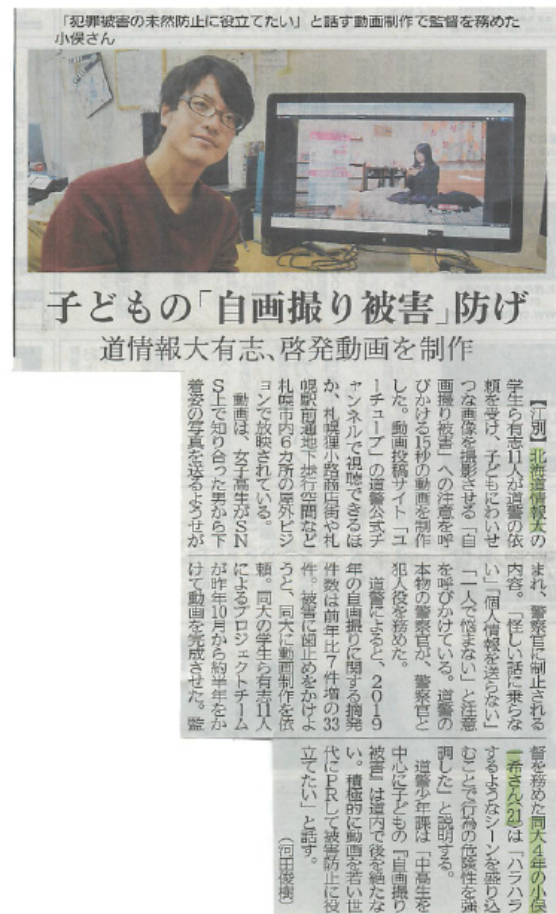 「犯罪被害の未然防止に役立てたい」と話す動画制作で監督を務めた
小俣さん
子どもの「自画撮り被害」防げ
道情報大有志、啓発動画を制作
【江別】北海道情報大の
学生ら有志11人が道警の依
頼を受け、子どもにわいせ
つな画像を撮影させる「自
画撮り被害」への注意を呼
びかける15秒の動画を制作
した。動画投稿サイト「ユ
ーチューブ」の道警公式チ
ャンネルで視聴できるほ
か、札幌狸小路商店街や札
幌駅前通地下歩行空間など
札幌市内6カ所の屋外ビジ
ョンで放映されている。
動画は、女子高生がSN
S上で知り合った男から下
着姿の写真を送るようせが
まれ、警察官に制止される
内容。「怪しい話に乗らな
い」「個人情報を送らない」
「一人で悩まない」と注意
を呼びかけている。道警の
本物の警察官が、警察官と
犯人役を務めた。
道警によると、2019
年の自画撮りに関する摘発
件数は前年比7件増の33
件。被害に歯止めをかけよ
うと、同大に動画制作を依
頼。同大の学生ら有志11人
によるプロジェクトチーム
が昨年10月から約半年をか
けて動画を完成させた。監
督を務めた同大4年の小俣
一希さん(21)は「ハラハラ
するようなシーンを盛り込
むことで行為の危険性を強
調した」と説明する。
道警少年課は「中高生を
中心に子どもの『自画撮り
被害』は道内で後を絶たな
い。積極的に動画を若い世
代にPRして被害防止に役
立てたい」と話す。
(河田俊樹)